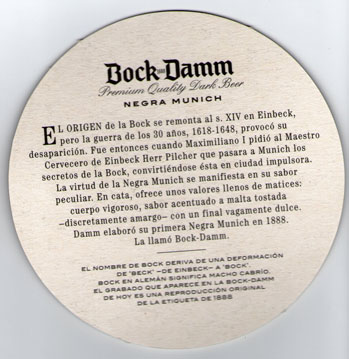 Bock-Damm
Premium Quality Dark Beer
NEGRA MUNICH
EL ORIGEN de la Bock se remonta al s. XIV en Einbeck,
pero la guerra de los 30 años, 1618-1648, provocó su
desaparición. Fue entonces cuando Maximiliano I pidió al Maestro
Cervecero de Einbeck Herr Pilcher que pasara a Munich los
secretos de la Bock, convirtiéndose ésta en ciudad impulsora.
La virtud de la Negra Munich se manifiesta en su sabor
peculiar. En cata, ofrece unos valores llenos de matices:
cuerpo vigoroso, sabor acentuado a malta tostada
–discretamente amargo– con un final vagamente dulce.
Damm elaboró su primera Negra Munich en 1888.
La llamó Bock-Damm.
EL NOMBRE DE BOCK DERIVA DE UNA DEFORMACIÓN
DE "BECK" –DE EINBECK– A "BOCK".
BOCK EN ALEMÁN SIGNIFICA MACHO CABRÍO.
EL GRABADO QUE APARECE EN LA BOCK-DAMM
DE HOY ES UNA REPRODUCCIÓN ORIGINAL
DE LA ETIQUETA DE 1888